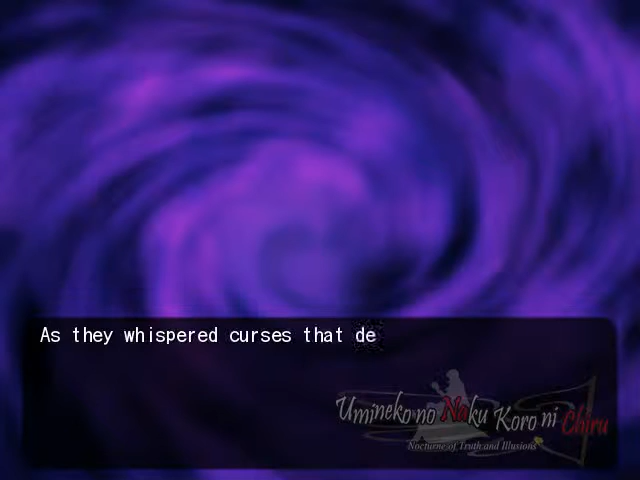 As they whispered curses that de
Umineko no Naku Koro ni Chiru
Nocturne of Truth and Illusions